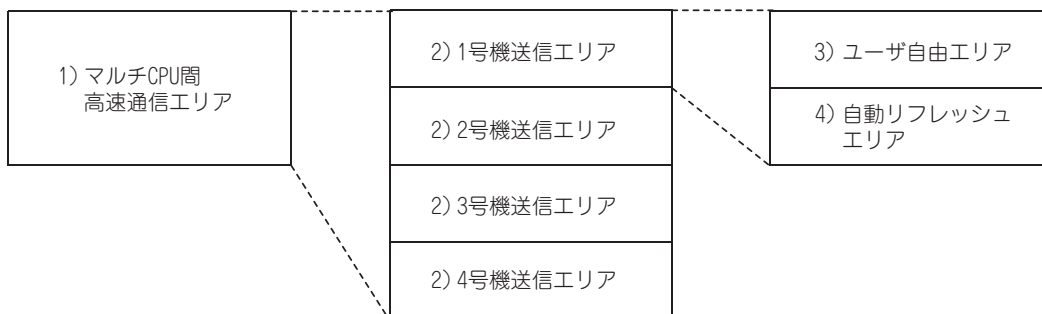 1) マルチCPU間
高速通信エリア
2) 1号機送信エリア
2) 2号機送信エリア
2) 3号機送信エリア
2) 4号機送信エリア
3) ユーザ自由エリア
4) 自動リフレッシュ
エリア